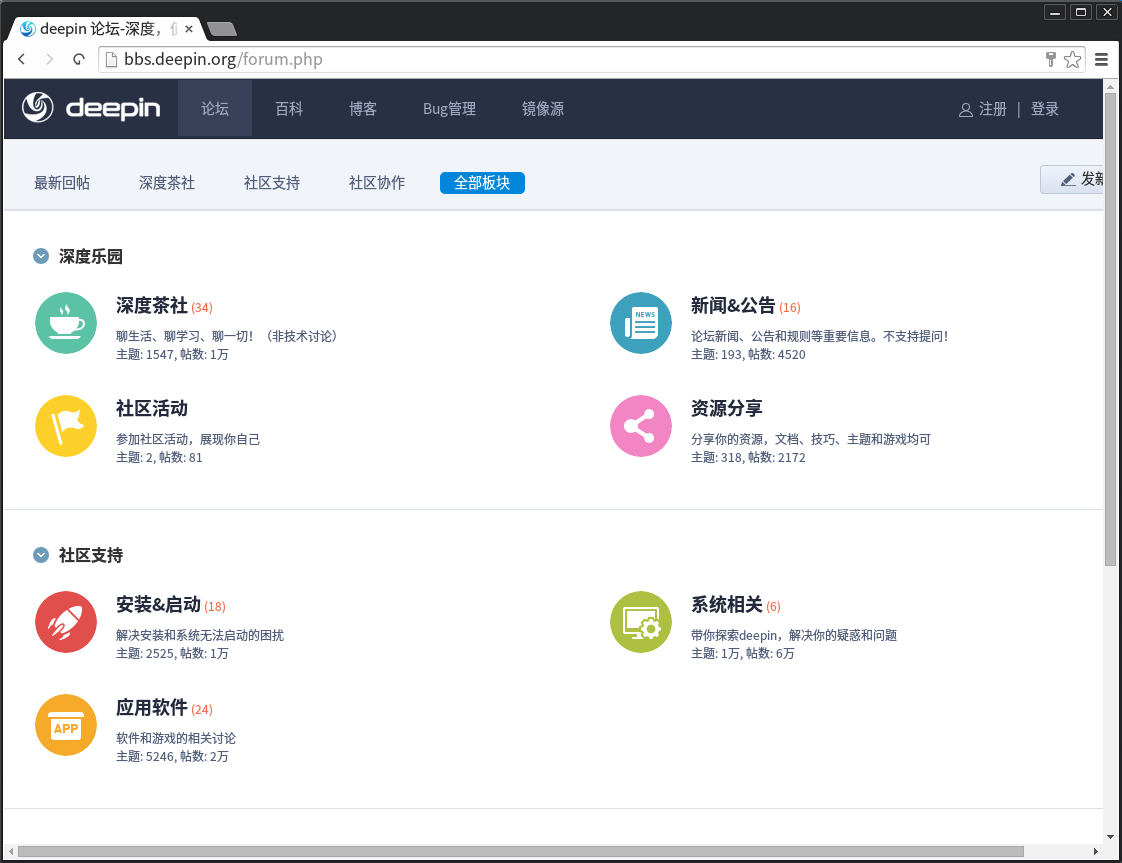 deepin 论坛-深度，
bbs.deepin.org/forum.php
deepin 论坛 百科 博客 Bug管理 镜像源 注册 | 登录
最新回帖 深度茶社 社区支持 社区协作 全部板块 发新
深度乐园
深度茶社 (34)
聊生活、聊学习、聊一切！（非技术讨论）
主题: 1547, 帖数: 1万
NEWS
新闻&公告 (16)
论坛新闻、公告和规则等重要信息。不支持提问！
主题: 193, 帖数: 4520
社区活动
参加社区活动，展现你自己
主题: 2, 帖数: 81
资源分享
分享你的资源，文档、技巧、主题和游戏均可
主题: 318, 帖数: 2172
社区支持
安装&启动 (18)
解决安装和系统无法启动的困扰
主题: 2525, 帖数: 1万
系统相关 (6)
带你探索deepin，解决你的疑惑和问题
主题: 1万, 帖数: 6万
APP
应用软件 (24)
软件和游戏的相关讨论
主题: 5246, 帖数: 2万